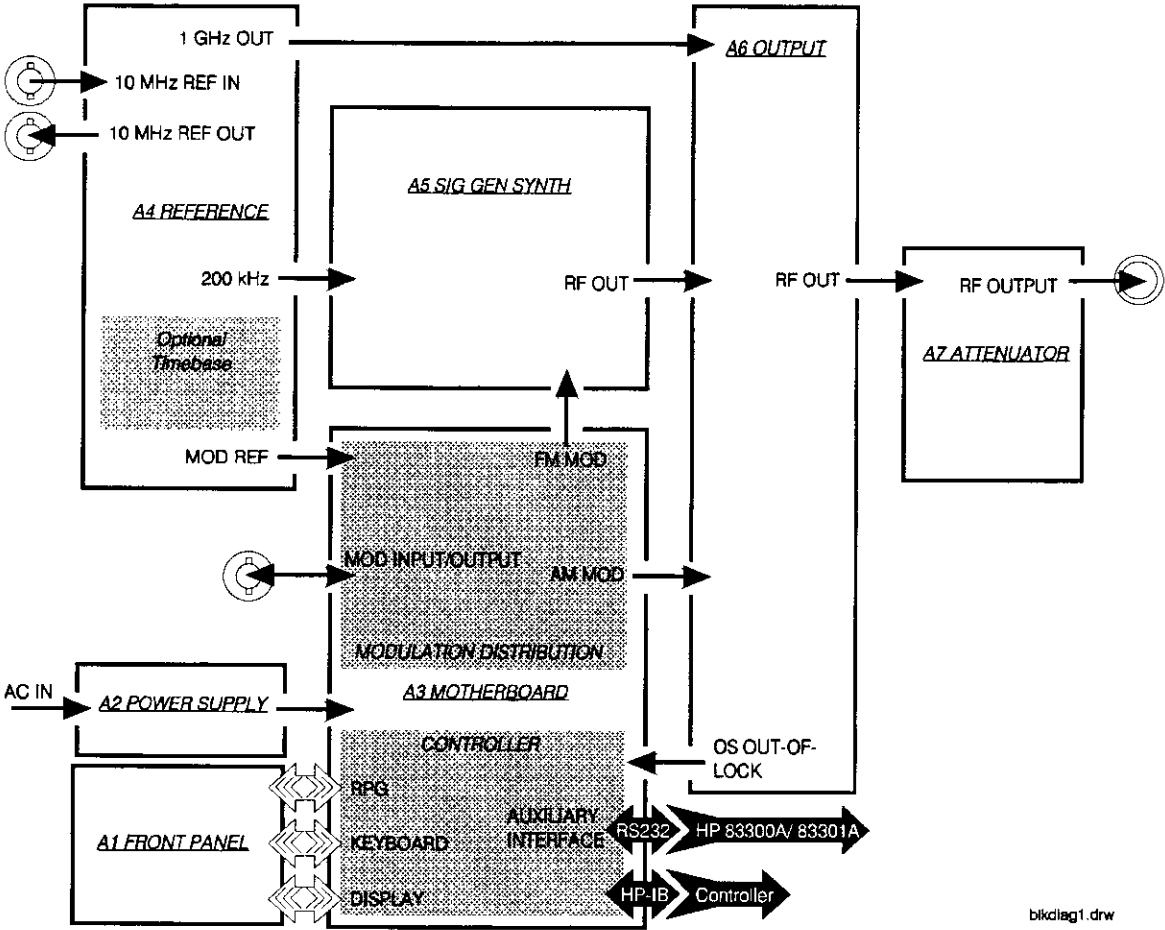 1 GHz OUT
10 MHz REF IN
10 MHz REF OUT
A4 REFERENCE
200 kHz
Optional
Timebase
MOD REF
A5 SIG GEN SYNTH
RF OUT
A6 OUTPUT
RF OUT
OS OUT-OF-
LOCK
RF OUTPUT
A7 ATTENUATOR
FM MOD
MOD INPUT/OUTPUT
AM MOD
MODULATION DISTRIBUTION
A3 MOTHERBOARD
AC IN
A2 POWER SUPPLY
CONTROLLER
A1 FRONT PANEL
RPG
KEYBOARD
DISPLAY
AUXILIARY
INTERFACE
RS232
HP 83300A/ 83301A
HP-IB
Controller
blkdiag1.drw